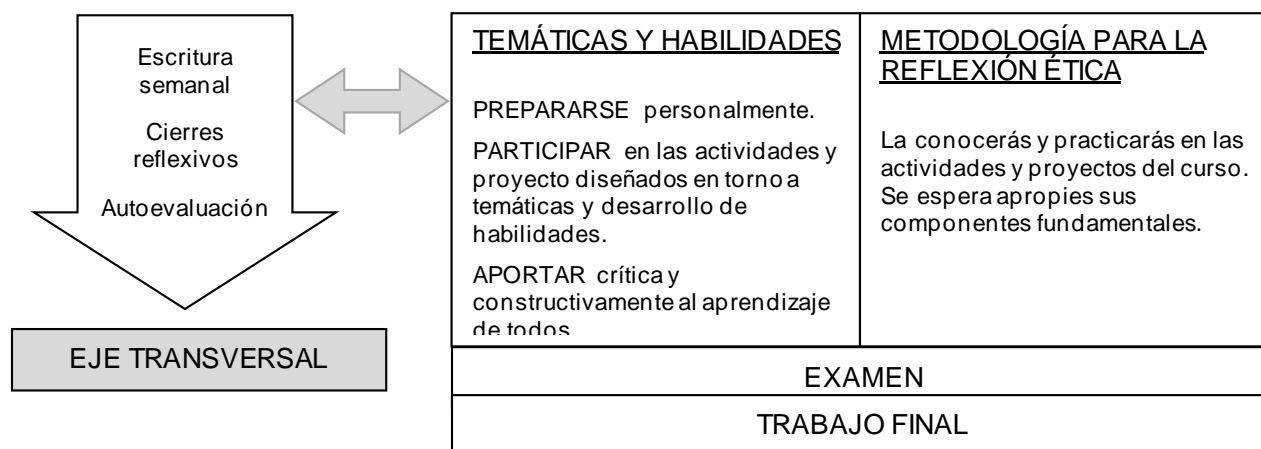 Escritura
semanal
Cierres
reflexivos
Autoevaluación
EJE TRANSVERSAL
TEMÁTICAS Y HABILIDADES
PREPARARSE personalmente.
PARTICIPAR en las actividades y
proyecto diseñados en torno a
temáticas y desarrollo de
habilidades.
APORTAR crítica y
constructivamente al aprendizaje
de todos
METODOLOGÍA PARA LA
REFLEXIÓN ÉTICA
La conocerás y practicarás en las
actividades y proyectos del curso.
Se espera apropies sus
componentes fundamentales.
EXAMEN
TRABAJO FINAL